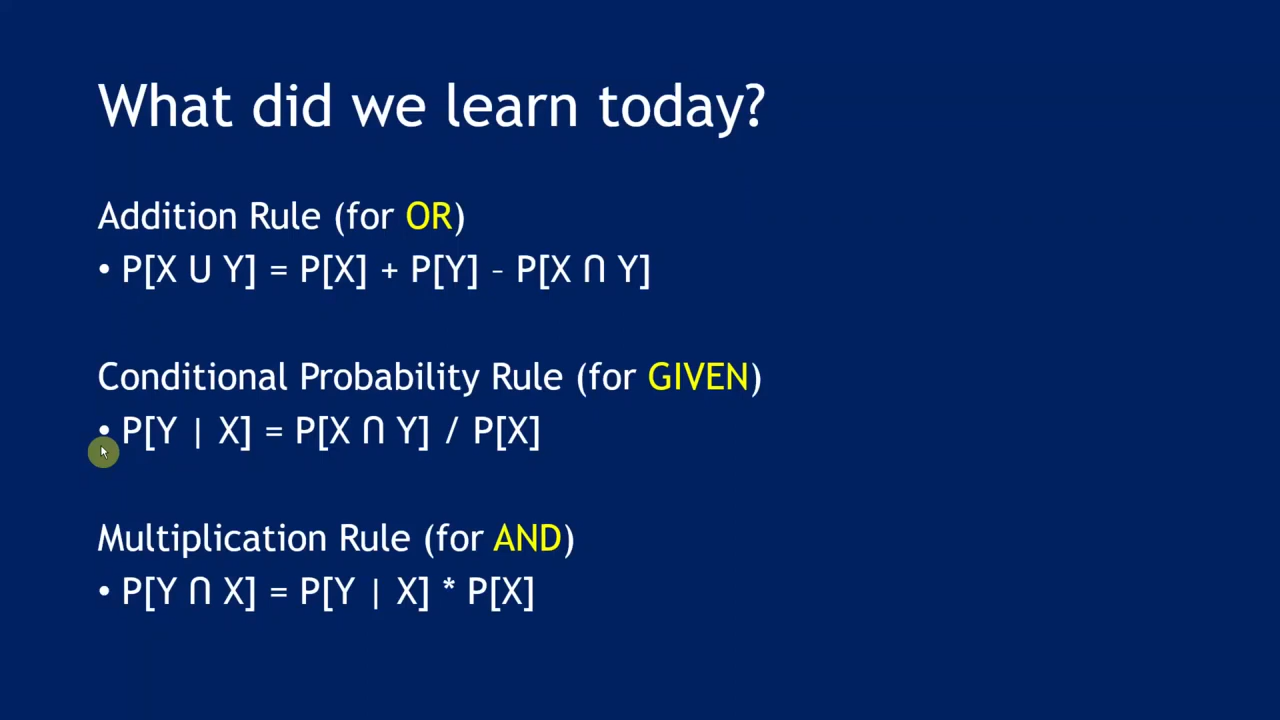 What did we learn today?
Addition Rule (for OR)
• P[X U Y] = P[X] + P[Y] – P[X ∩ Y]
Conditional Probability Rule (for GIVEN)
• P[Y | X] = P[X ∩ Y] / P[X]
Multiplication Rule (for AND)
• P[Y ∩ X] = P[Y | X] * P[X]